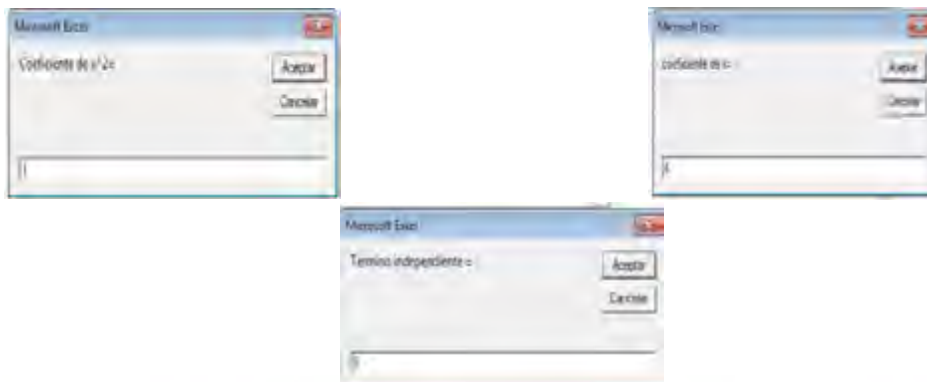 Microsoft Excel
Coeficiente de x^2=
Aceptar
Cancelar
Microsoft Excel
coeficiente de x=
Aceptar
Cancelar
Microsoft Excel
Termino independiente =
Aceptar
Cancelar